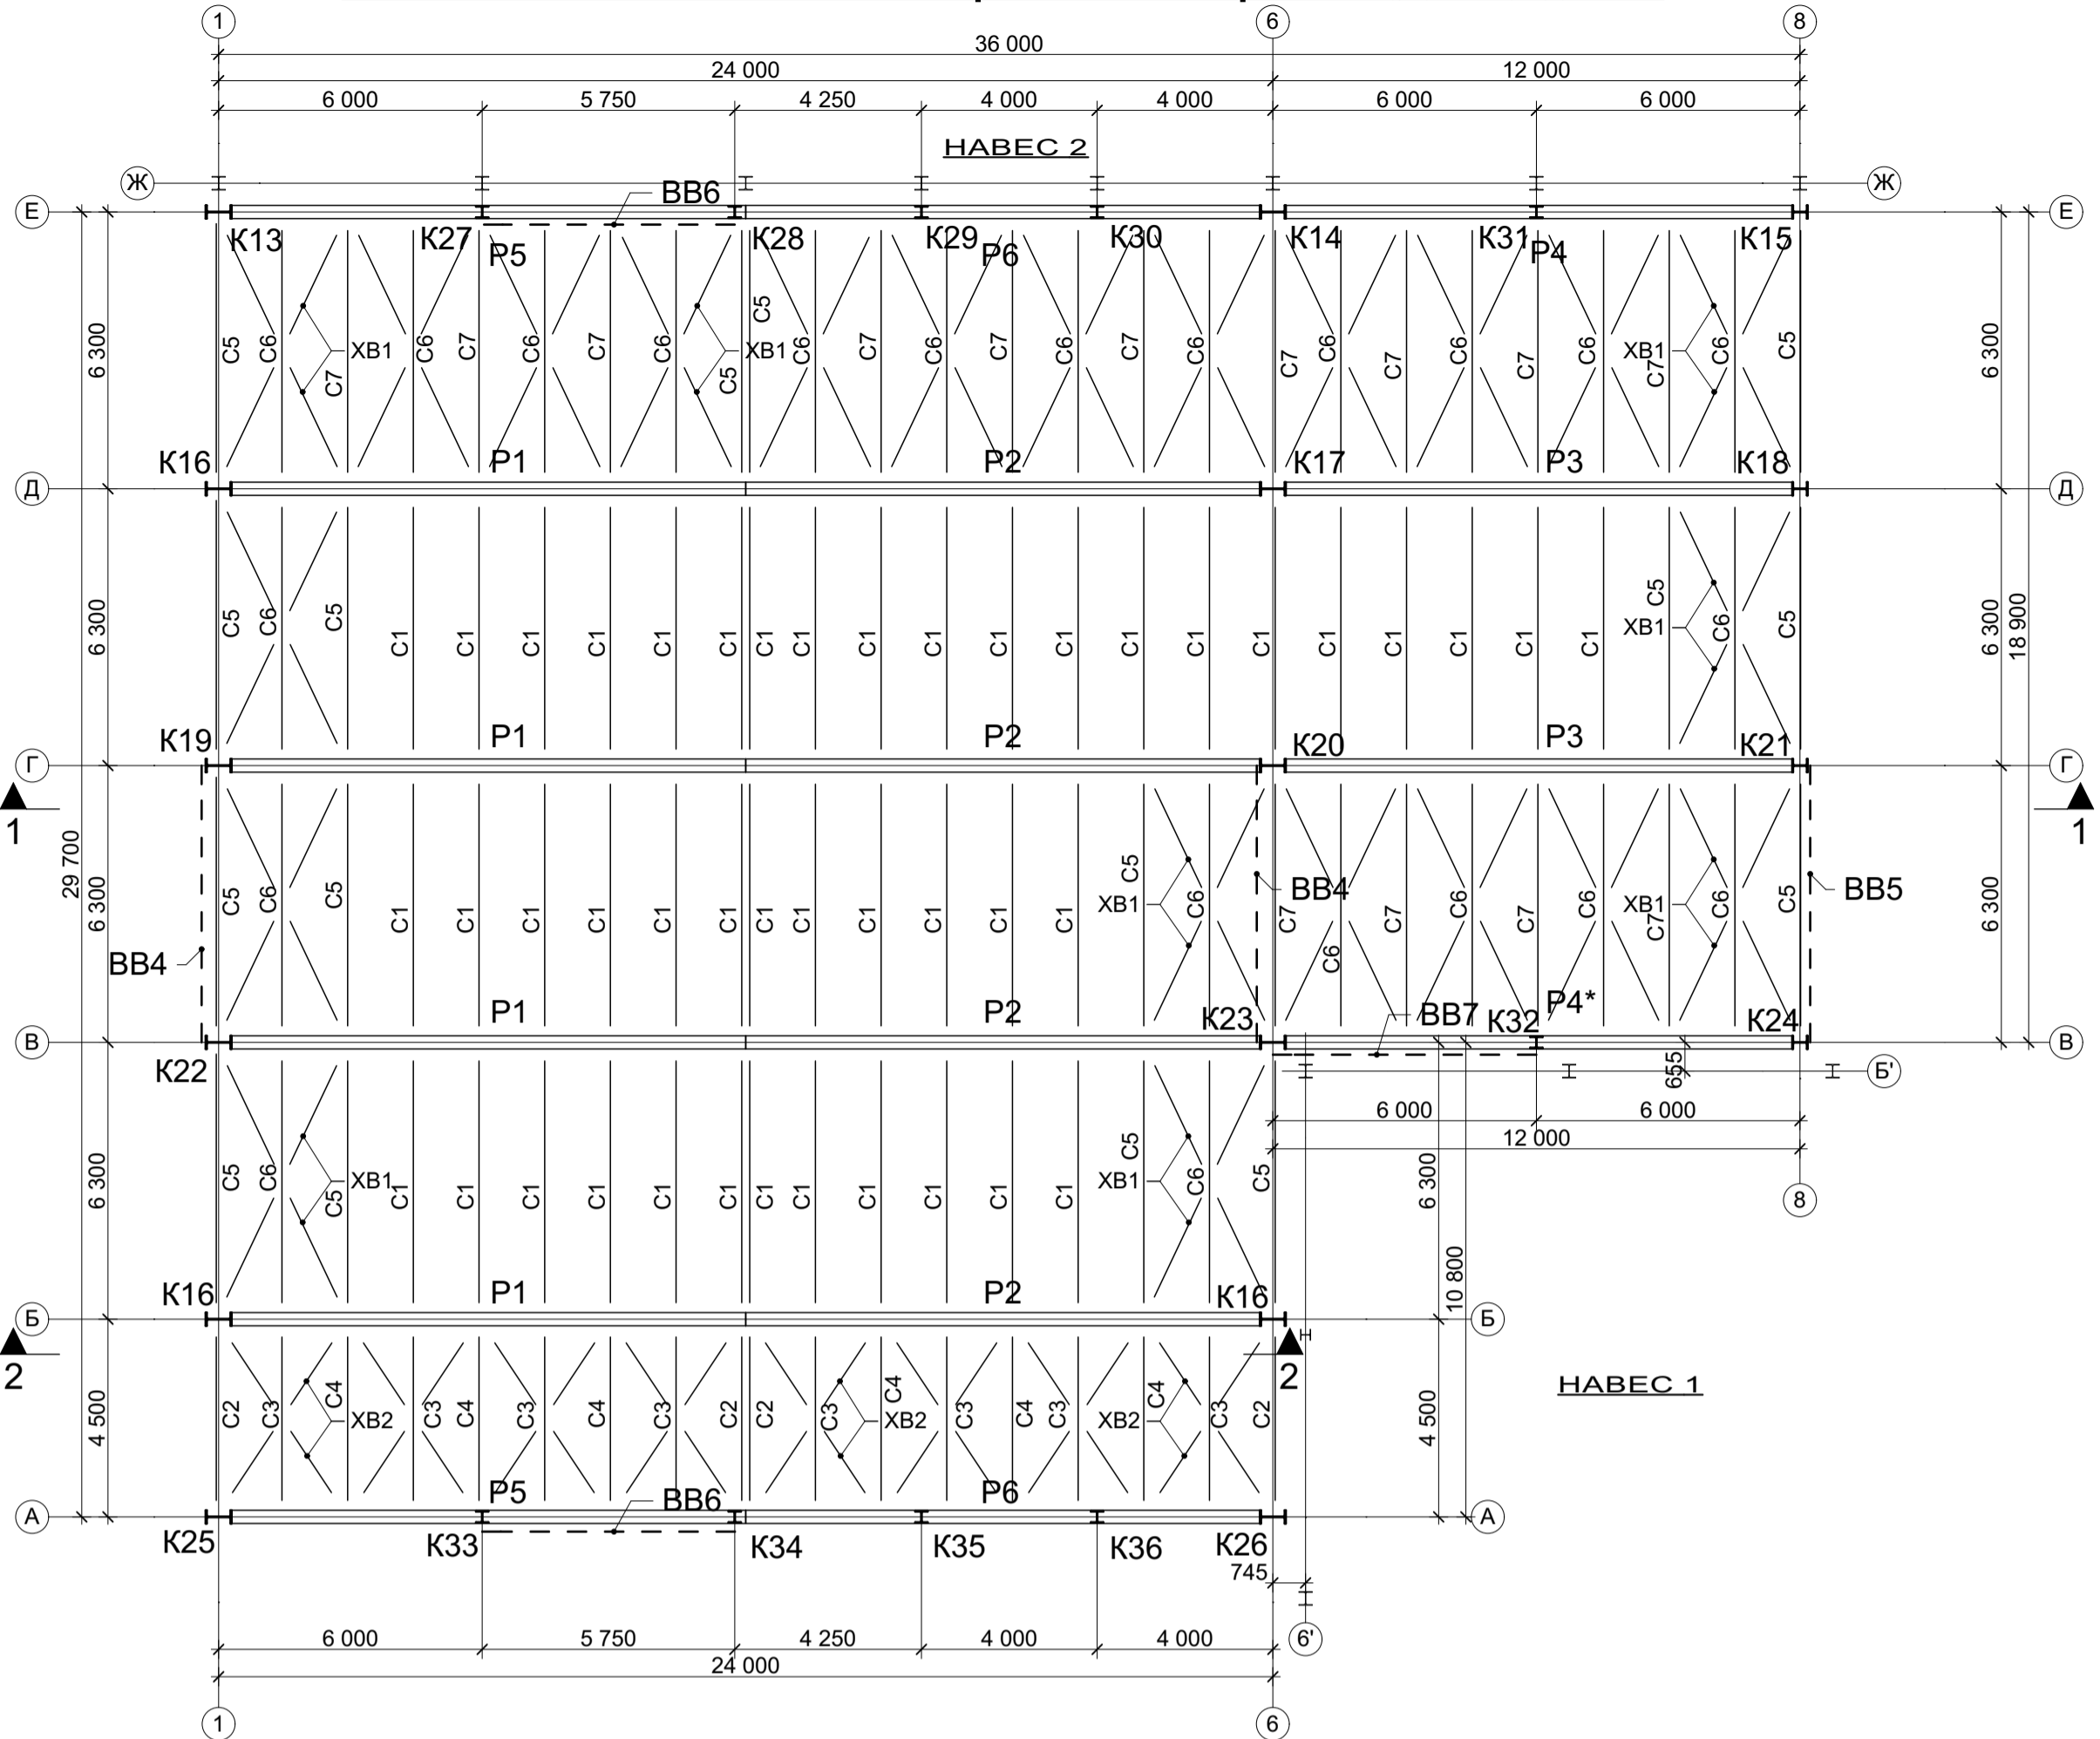 1 6 8
36 000
24 000 12 000
6 000 5 750 4 250 4 000 4 000 6 000 6 000
НАВЕС 2
Ж ВВ6 Ж
Е Е
К13 К27 Р5 К28 К29 Р6 К30 К14 К31 Р4 К15
6 300 С5 С6 ХВ1 С7 С6 С7 С6 С7 С6 ХВ1 С5 С5 С6 С7 С6 С7 С6 С7 С6 С7 С6 С7 С6 С7 С6 ХВ1 С7 С6 С5 6 300
К16 Р1 Р2 К17 Р3 К18
Д Д
6 300 С5 С6 С5 С1 С1 С1 С1 С1 С1 С1 С1 С1 С1 С1 С1 С1 С1 С1 С1 С1 С1 С1 С5 ХВ1 С6 С5 6 300 18 900
К19 Р1 Р2 К20 Р3 К21
Г Г
1 1
29 700 6 300 С5 С6 С5 С1 С1 С1 С1 С1 С1 С1 С1 С1 С1 С1 С1 С5 ХВ1 С6 ВВ4 С7 С6 С7 С6 С7 С6 ХВ1 С7 С6 С5 ВВ5 6 300
ВВ4
Р1 Р2 К23 ВВ7 К32 Р4* К24
В В
К22 655 Б'
6 000 6 000
12 000
6 300 С5 С6 ХВ1 С5 С1 С1 С1 С1 С1 С1 С1 С1 С1 С1 С1 С5 ХВ1 С6 С5 6 300 8
10 800
К16 Р1 Р2 К16
Б Б
2 2
НАВЕС 1
4 500 С2 С3 С4 ХВ2 С3 С4 С3 С4 С3 С2 С2 С3 ХВ2 С4 С3 С4 С3 ХВ2 С4 С3 С2 4 500
Р5 ВВ6 Р6
А А
К25 К33 К34 К35 К36 К26
745
6 000 5 750 4 250 4 000 4 000 6'
24 000
1 6